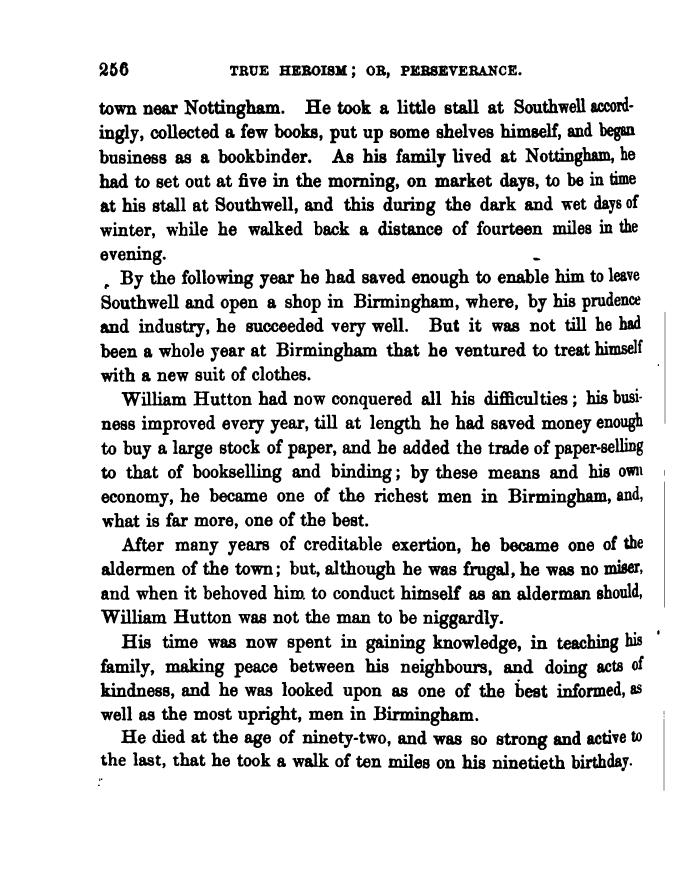 256 TRUE HEROISM; OR, PERSEVERANCE.
town near Nottingham. He took a little stall at Southwell accord-
ingly, collected a few books, put up some shelves himself, and began
business as a bookbinder. As his family lived at Nottingham, he
had to set out at five in the morning, on market days, to be in time
at his stall at Southwell, and this during the dark and wet days of
winter, while he walked back a distance of fourteen miles in the
evening.
By the following year he had saved enough to enable him to leave
Southwell and open a shop in Birmingham, where, by his prudence
and industry, he succeeded very well. But it was not till he had
been a whole year at Birmingham that he ventured to treat himself
with a new suit of clothes.
William Hutton had now conquered all his difficulties; his busi-
ness improved every year, till at length he had saved money enough
to buy a large stock of paper, and he added the trade of paper-selling
to that of bookselling and binding; by these means and his own
economy, he became one of the richest men in Birmingham, and,
what is far more, one of the best.
After many years of creditable exertion, he became one of the
aldermen of the town; but, although he was frugal, he was no miser,
and when it behoved him to conduct himself as an alderman should,
William Hutton was not the man to be niggardly.
His time was now spent in gaining knowledge, in teaching his
family, making peace between his neighbours, and doing acts of
kindness, and he was looked upon as one of the best informed, as
well as the most upright, men in Birmingham.
He died at the age of ninety-two, and was so strong and active to
the last, that he took a walk of ten miles on his ninetieth birthday.